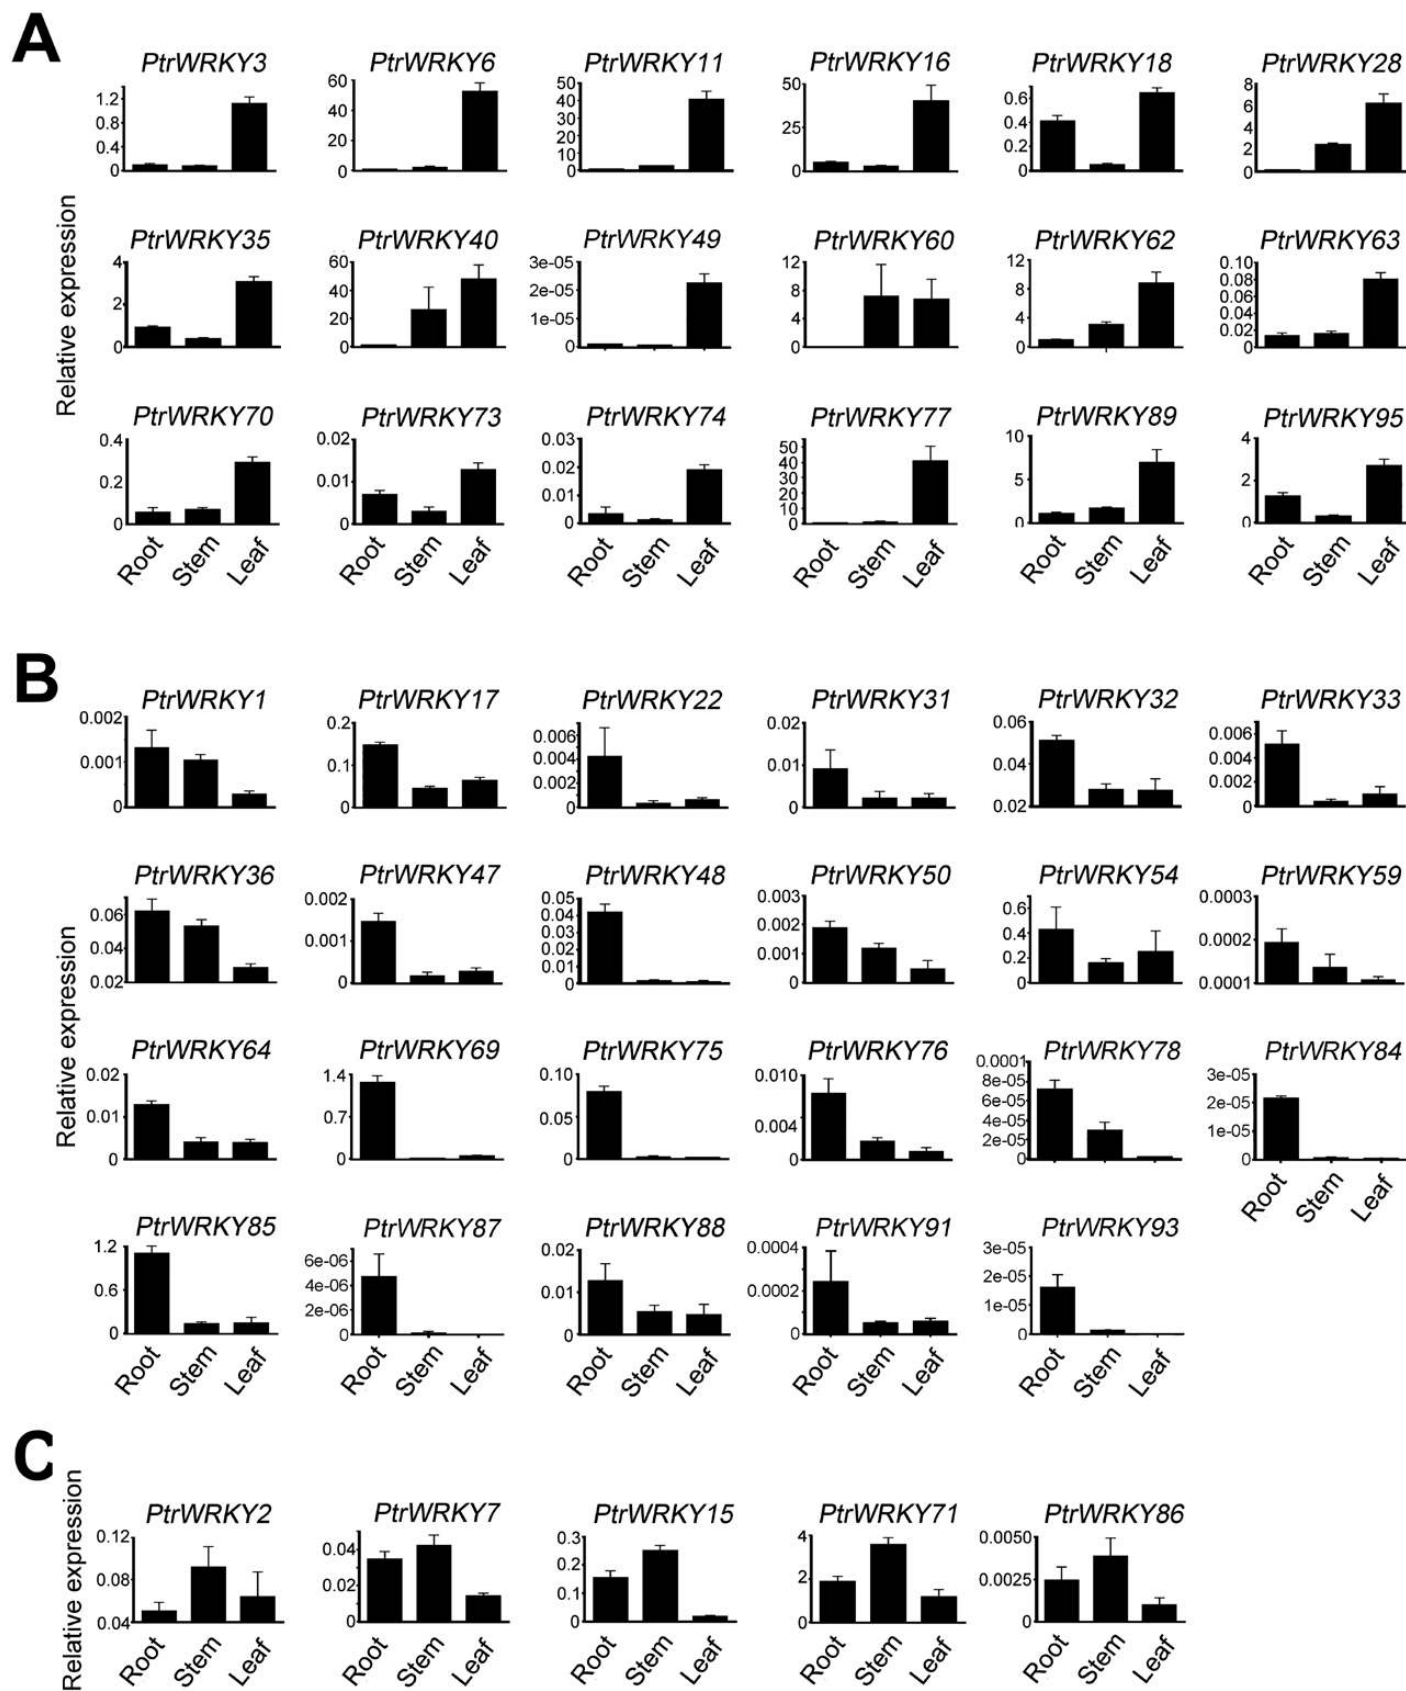 A
PtrWRKY3 PtrWRKY6 PtrWRKY11 PtrWRKY16 PtrWRKY18 PtrWRKY28
1.2 0.8 0.4 0
60 40 20 0
50 40 30 20 10 0
50 25 0
0.6 0.4 0.2 0
8 6 4 2 0
Relative expression
PtrWRKY35 PtrWRKY40 PtrWRKY49 PtrWRKY60 PtrWRKY62 PtrWRKY63
4 2 0
60 40 20 0
3e-05 2e-05 1e-05 0
12 8 4 0
12 8 4 0
0.10 0.08 0.06 0.04 0.02 0
PtrWRKY70 PtrWRKY73 PtrWRKY74 PtrWRKY77 PtrWRKY89 PtrWRKY95
0.4 0.2 0
0.02 0.01 0
0.03 0.02 0.01 0
50 40 30 20 10 0
10 5 0
4 2 0
Root Stem Leaf Root Stem Leaf Root Stem Leaf Root Stem Leaf Root Stem Leaf Root Stem Leaf
B
PtrWRKY1 PtrWRKY17 PtrWRKY22 PtrWRKY31 PtrWRKY32 PtrWRKY33
0.002 0.001 0
0.2 0.1 0
0.006 0.004 0.002 0
0.02 0.01 0
0.06 0.04 0.02
0.006 0.004 0.002 0
PtrWRKY36 PtrWRKY47 PtrWRKY48 PtrWRKY50 PtrWRKY54 PtrWRKY59
0.06 0.04 0.02
0.002 0.001 0
0.05 0.04 0.03 0.02 0.01 0
0.003 0.002 0.001 0
0.6 0.4 0.2 0
0.0003 0.0002 0.0001
Relative expression
PtrWRKY64 PtrWRKY69 PtrWRKY75 PtrWRKY76 PtrWRKY78 PtrWRKY84
0.02 0.01 0
1.4 0.7 0
0.10 0.05 0
0.010 0.004 0
0.0001 8e-05 6e-05 4e-05 2e-05 0
3e-05 2e-05 1e-05 0
Root Stem Leaf
PtrWRKY85 PtrWRKY87 PtrWRKY88 PtrWRKY91 PtrWRKY93
1.2 0.6 0
6e-06 4e-06 2e-06 0
0.02 0.01 0
0.0004 0.0002 0
3e-05 2e-05 1e-05 0
Root Stem Leaf Root Stem Leaf Root Stem Leaf Root Stem Leaf Root Stem Leaf
C
Relative expression
PtrWRKY2 PtrWRKY7 PtrWRKY15 PtrWRKY71 PtrWRKY86
0.12 0.08 0.04
0.04 0.02 0
0.3 0.2 0.1 0
4 2 0
0.0050 0.0025 0
Root Stem Leaf Root Stem Leaf Root Stem Leaf Root Stem Leaf Root Stem Leaf